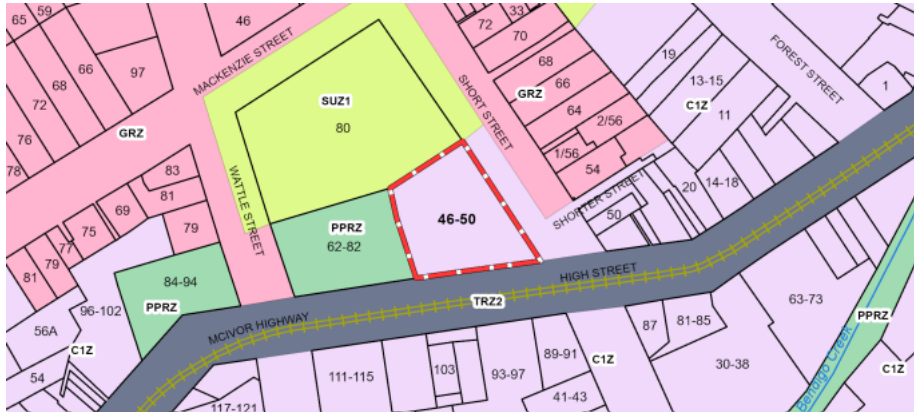 65
59
46
72
33
70
66
97
68
72
76
78
MACKENZIE STREET
SUZ1
80
SHORT STREET
GRZ
68
66
64
2/56
1/56
54
19
13-15
C1Z
11
FOREST STREET
1
GRZ
83
81
69
75
77
79
81
79
WATTLE STREET
PPRZ
62-82
46-50
SHORTER STREET
50
20
14-18
84-94
PPRZ
96-102
56A
C1Z
54
MCIVOR HIGHWAY
TRZ2
HIGH STREET
63-73
PPRZ
Bendigo Creek
C1Z
87
81-85
30-38
89-91
C1Z
41-43
93-97
103
111-115
117-121